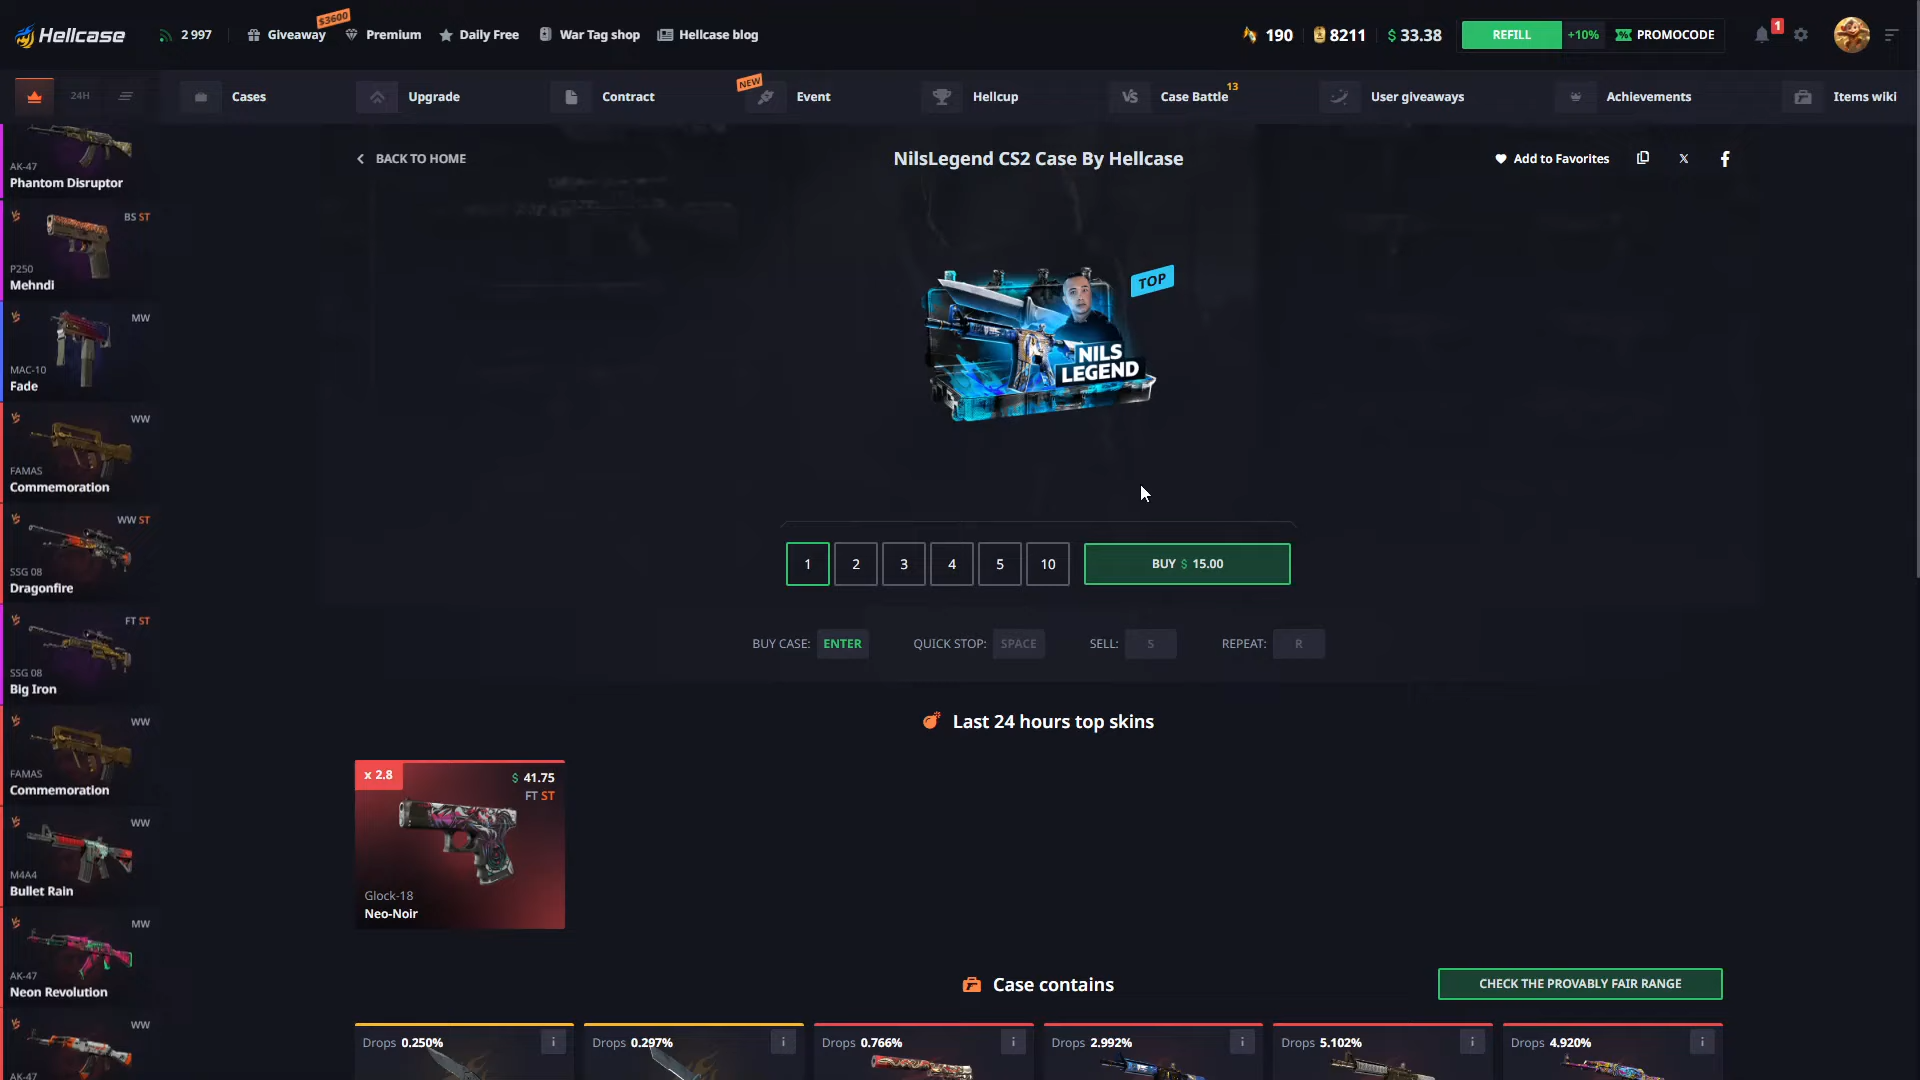 Hellcase
2 997
Giveaway
$3600
Premium
Daily Free
War Tag shop
Hellcase blog
190
8211
$ 33.38
REFILL
+10%
PROMOCODE
1
24H
Cases
Upgrade
Contract
NEW
Event
Hellcup
VS
Case Battle
13
User giveaways
Achievements
Items wiki
BACK TO HOME
NilsLegend CS2 Case By Hellcase
Add to Favorites
AK-47
Phantom Disruptor
BS ST
P250
Mehndi
MW
MAC-10
Fade
WW
FAMAS
Commemoration
WW ST
SSG 08
Dragonfire
FT ST
SSG 08
Big Iron
WW
FAMAS
Commemoration
WW
M4A4
Bullet Rain
MW
AK-47
Neon Revolution
WW
AK-47
TOP
NILS
LEGEND
1
2
3
4
5
10
BUY $ 15.00
BUY CASE: ENTER
QUICK STOP: SPACE
SELL: S
REPEAT: R
Last 24 hours top skins
x 2.8
$ 41.75
FT ST
Glock-18
Neo-Noir
Case contains
CHECK THE PROVABLY FAIR RANGE
Drops 0.250%
Drops 0.297%
Drops 0.766%
Drops 2.992%
Drops 5.102%
Drops 4.920%